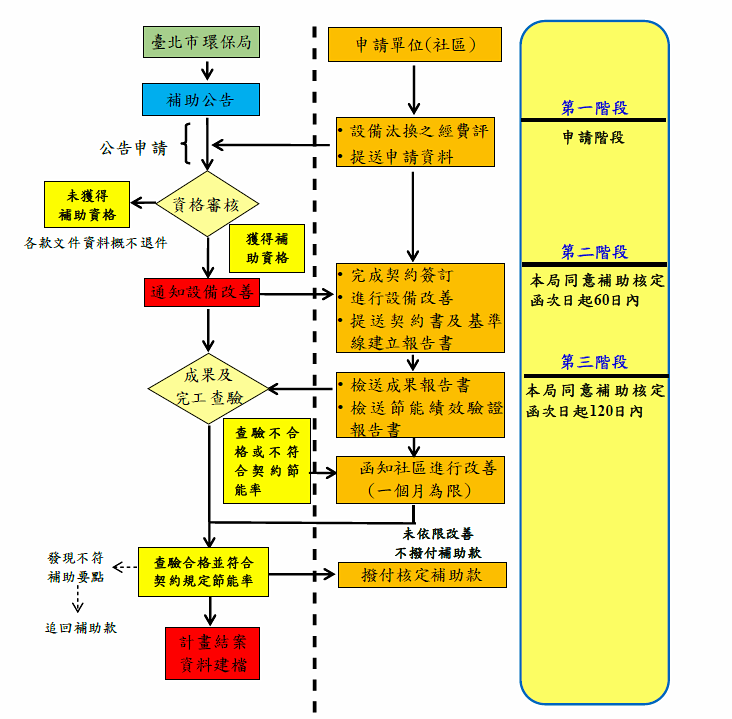 臺北市環保局
補助公告
公告申請
資格審核
未獲得
補助資格
各款文件資料概不退件
獲得補
助資格
通知設備改善
成果及
完工查驗
查驗不合
格或不符
合契約節
能率
查驗合格並符合
契約規定節能率
發現不符
補助要點
追回補助款
計畫結案
資料建檔
申請單位(社區)
• 設備汰換之經費評
• 提送申請資料
• 完成契約簽訂
• 進行設備改善
• 提送契約書及基準
線建立報告書
• 檢送成果報告書
• 檢送節能績效驗證
報告書
函知社區進行改善
(一個月為限)
未依限改善
不撥付補助款
撥付核定補助款
第一階段
申請階段
第二階段
本局同意補助核定
函次日起60日內
第三階段
本局同意補助核定
函次日起120日內